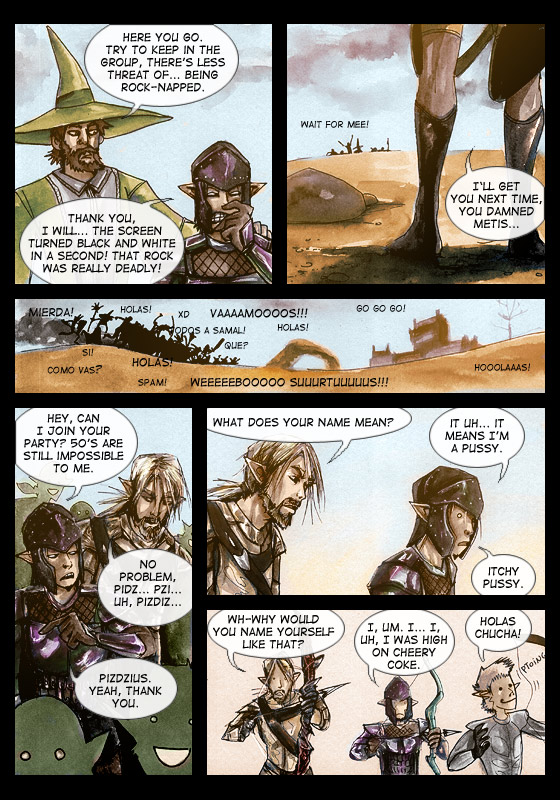 HERE YOU GO.
TRY TO KEEP IN THE
GROUP, THERE'S LESS
THREAT OF... BEING
ROCK-NAPPED.
THANK YOU,
I WILL... THE SCREEN
TURNED BLACK AND WHITE
IN A SECOND! THAT ROCK
WAS REALLY DEADLY!
WAIT FOR MEE!
I'LL GET
YOU NEXT TIME,
YOU DAMNED
METIS...
MIERDA!
HOLAS!
XD
VAAAAMOOOOS!!!
GO GO GO!
TODOS A SAMAL!
HOLAS!
QUE?
SI!
COMO VAS?
HOLAS!
HOOOLAAAS!
SPAM!
WEEEEEBOOOOO SUUURTUUUUUS!!!
HEY, CAN
I JOIN YOUR
PARTY? 50'S ARE
STILL IMPOSSIBLE
TO ME.
NO
PROBLEM,
PIDZ... PZI...
UH, PIZDIZ...
PIZDZIUS.
YEAH, THANK
YOU.
WHAT DOES YOUR NAME MEAN?
IT UH... IT
MEANS I'M
A PUSSY.
ITCHY
PUSSY.
WH-WHY WOULD
YOU NAME YOURSELF
LIKE THAT?
I, UM. I... I,
UH, I WAS HIGH
ON CHEERY
COKE.
HOLAS
CHUCHA!
PTOING